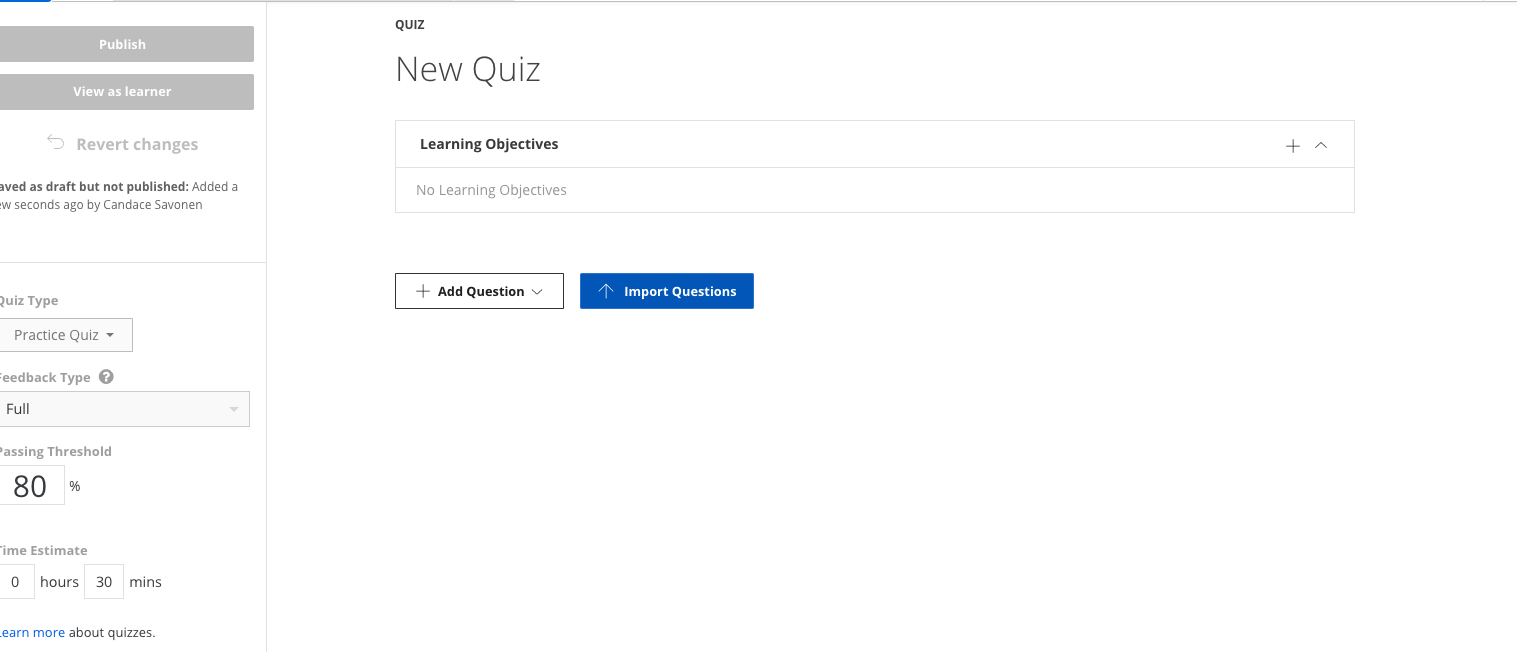 Publish
View as learner
Revert changes
aved as draft but not published: Added a
ew seconds ago by Candace Savonen
Quiz Type
Practice Quiz
Feedback Type ?
Full
Passing Threshold
80 %
Time Estimate
0 hours 30 mins
Learn more about quizzes.
QUIZ
New Quiz
Learning Objectives
No Learning Objectives
Add Question
Import Questions